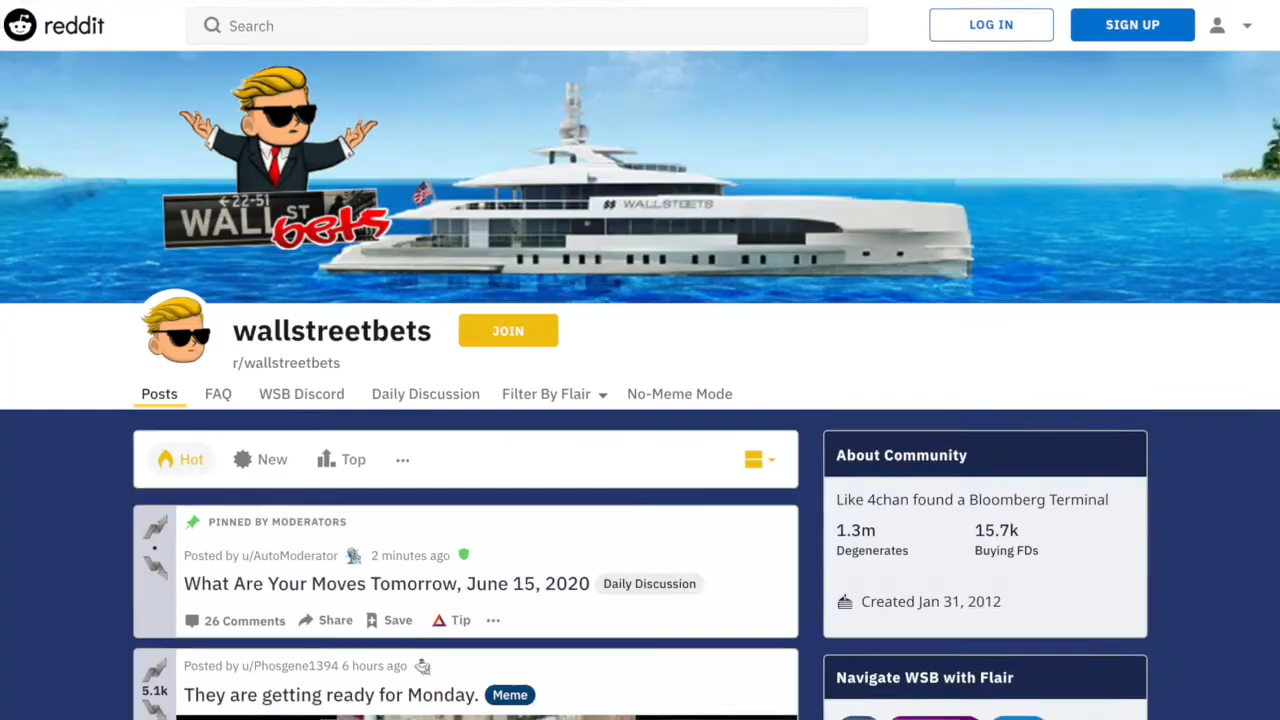 reddit
Search
LOG IN
SIGN UP
←22-51
WALL ST bets
$$ WALLSTBETS
wallstreetbets
JOIN
r/wallstreetbets
Posts FAQ WSB Discord Daily Discussion Filter By Flair No-Meme Mode
Hot New Top ...
PINNED BY MODERATORS
Posted by u/AutoModerator 2 minutes ago
What Are Your Moves Tomorrow, June 15, 2020 Daily Discussion
26 Comments Share Save Tip ...
Posted by u/Phosgene1394 6 hours ago
5.1k
They are getting ready for Monday. Meme
About Community
Like 4chan found a Bloomberg Terminal
1.3m 15.7k
Degenerates Buying FDs
Created Jan 31, 2012
Navigate WSB with Flair